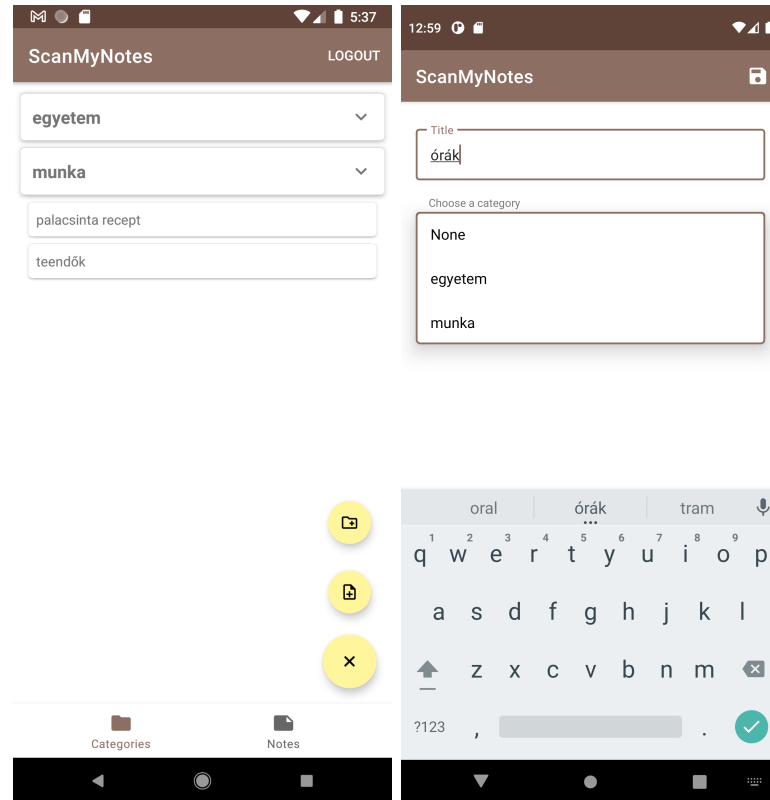 5:37
ScanMyNotes
LOGOUT
egyetem
munka
palacsinta recept
teendők
Categories
Notes
12:59
ScanMyNotes
Title
órák
Choose a category
None
egyetem
munka
oral órák tram
1 2 3 4 5 6 7 8 9
q w e r t y u i o p
a s d f g h j k l
z x c v b n m
?123 , .